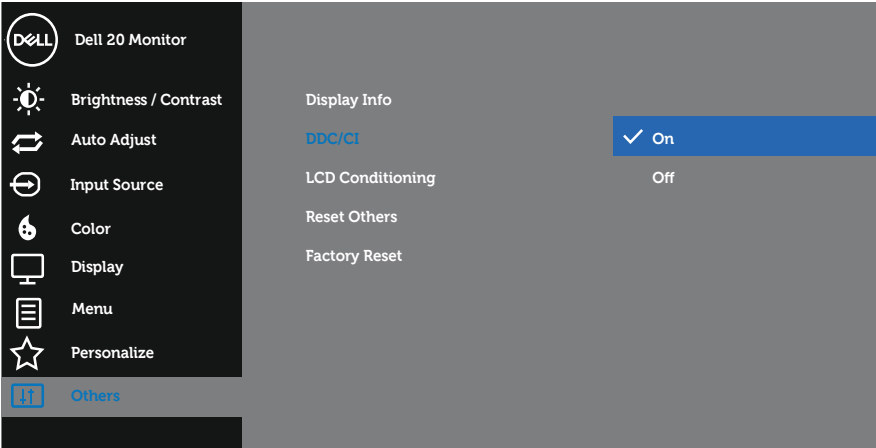 DELL
Dell 20 Monitor
Brightness / Contrast
Auto Adjust
Input Source
Color
Display
Menu
Personalize
Others
Display Info
DDC/CI
On
LCD Conditioning
Off
Reset Others
Factory Reset